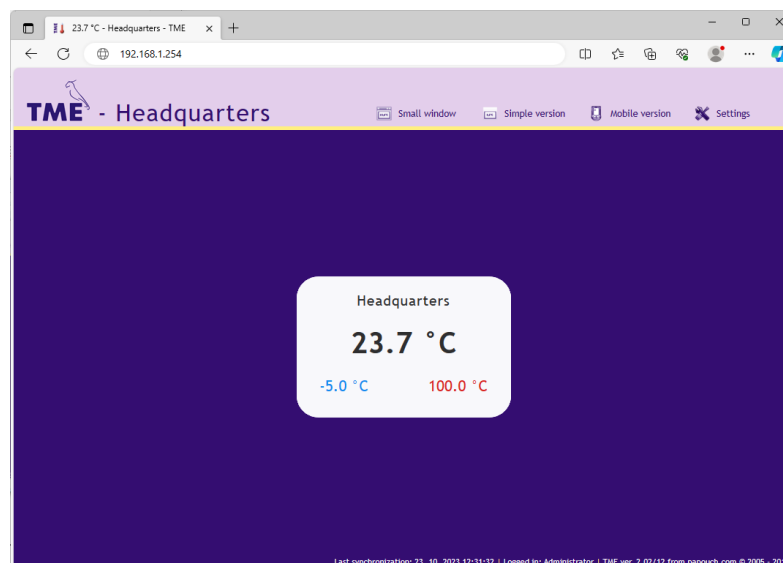 23.7 °C - Headquarters - TME
192.168.1.254
TME - Headquarters
Small window
Simple version
Mobile version
Settings
Headquarters
23.7 °C
-5.0 °C 100.0 °C
Last synchronization: 23. 10. 2023 12:31:32 | Logged in: Administrator | TME ver. 2.02/12 from papouch.com © 2005 -